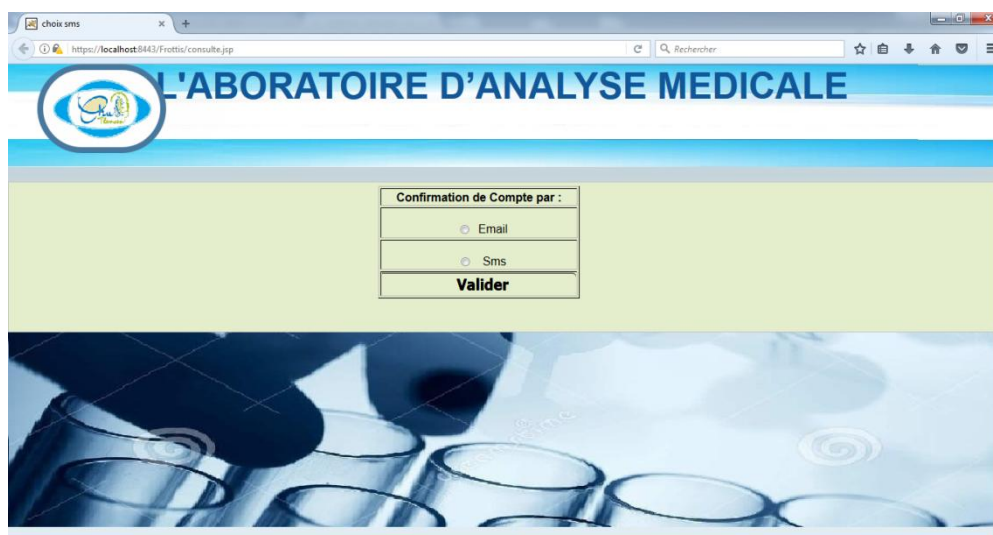 choix sms
https://localhost:8443/Frottis/consulte.jsp
Rechercher
L'ABORATOIRE D'ANALYSE MEDICALE
Tlemcen
Confirmation de Compte par :
Email
Sms
Valider